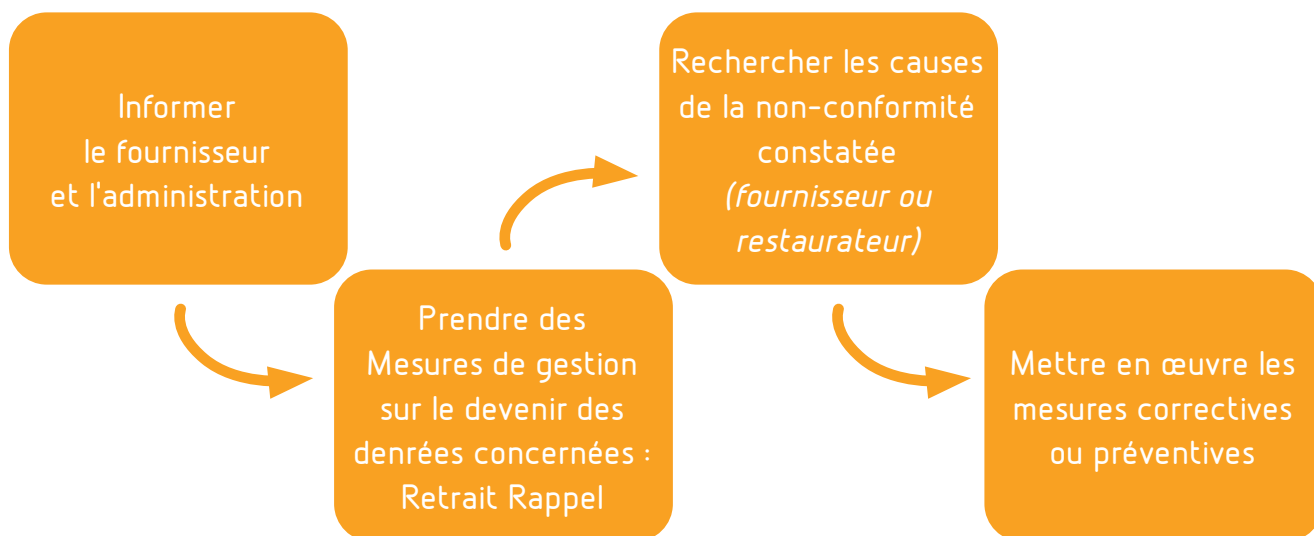 Informer
le fournisseur
et l'administration
Prendre des
Mesures de gestion
sur le devenir des
denrées concernées :
Retrait Rappel
Rechercher les causes
de la non-conformité
constatée
(fournisseur ou
restaurateur)
Mettre en œuvre les
mesures correctives
ou préventives